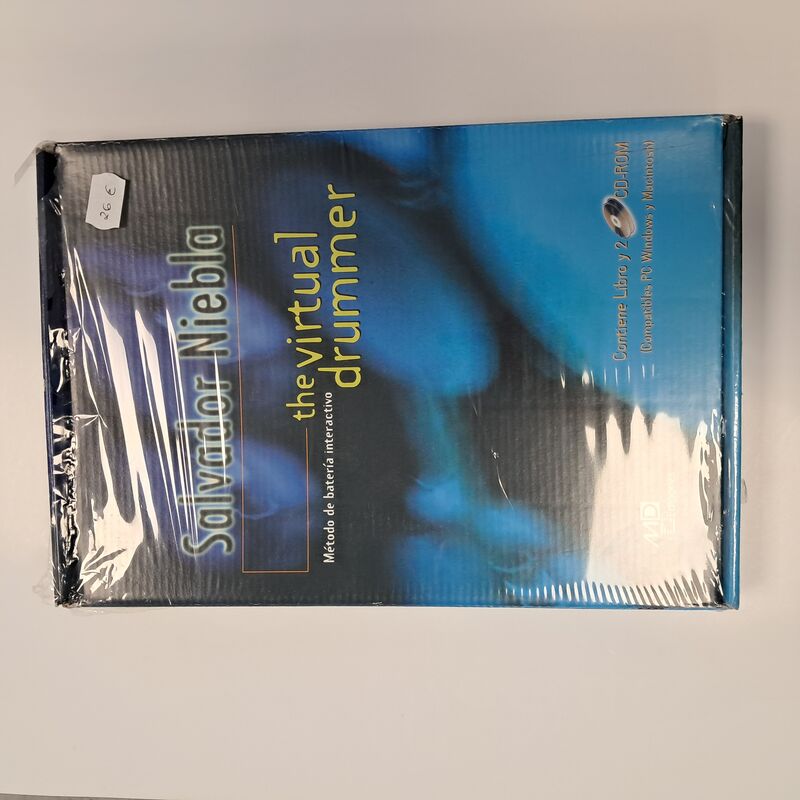 26 €
Salvador Niebla
the virtual
drummer
Método de batería interactivo
Contiene Libro y 2 CD-ROM
(Compatibles PC Windows y Macintosh)
MD